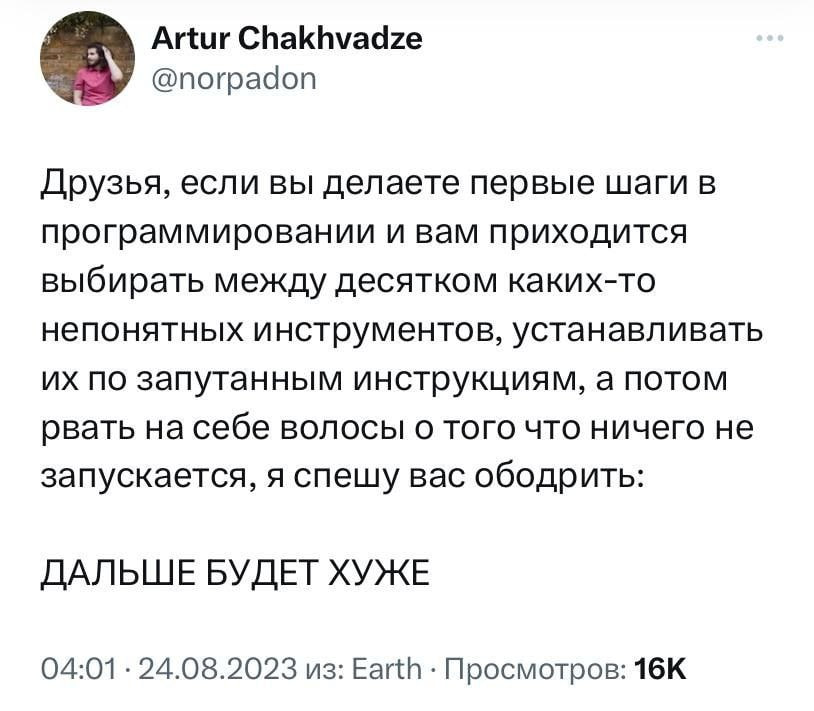 Artur Chakhvadze
@norpadon
Друзья, если вы делаете первые шаги в
программировании и вам приходится
выбирать между десятком каких-то
непонятных инструментов, устанавливать
их по запутанным инструкциям, а потом
рвать на себе волосы о того что ничего не
запускается, я спешу вас ободрить:
ДАЛЬШЕ БУДЕТ ХУЖЕ
04:01 · 24.08.2023 из: Earth · Просмотров: 16K